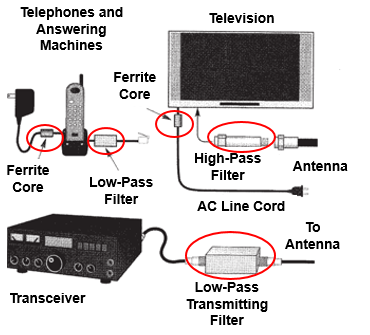 Telephones and
Answering
Machines
Television
Ferrite
Core
Ferrite
Core
Low-Pass
Filter
High-Pass
Filter
Antenna
AC Line Cord
To
Antenna
Transceiver
Low-Pass
Transmitting
Filter